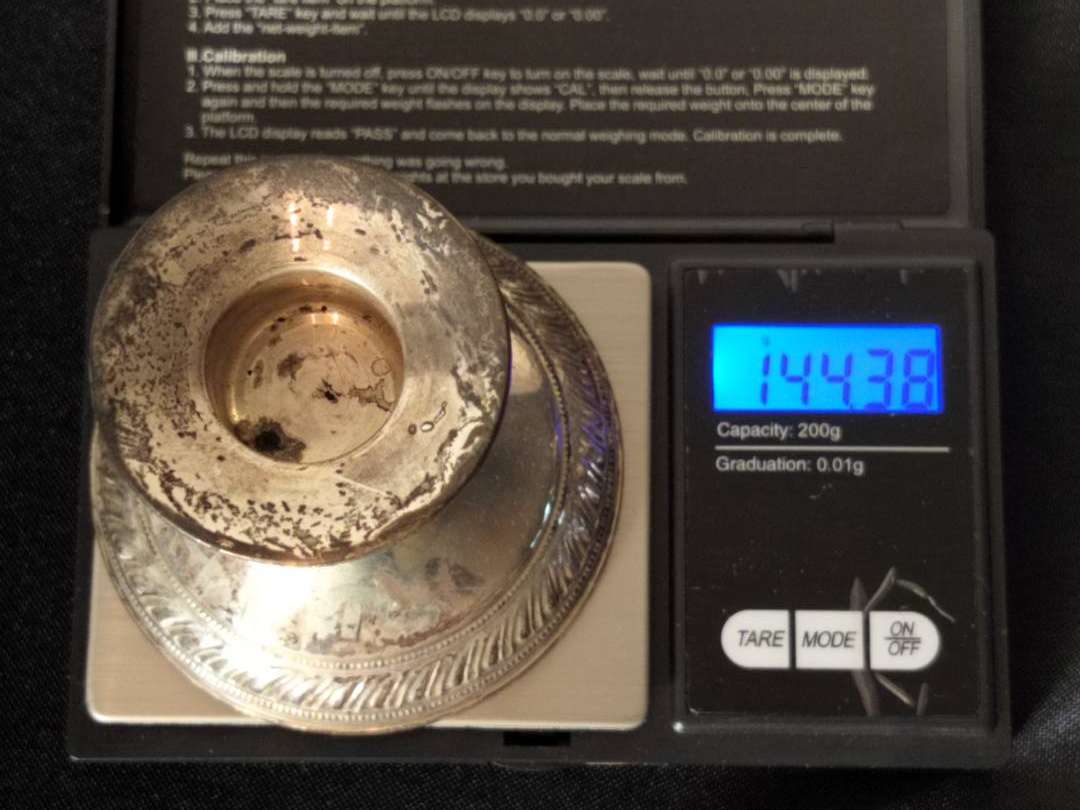 3. Press "TARE" key and wait until the LCD displays "0.0" or "0.00".
4. Add the "net-weight-item".
III.Calibration
1. When the scale is turned off, press ON/OFF key to turn on the scale, wait until "0.0" or "0.00" is displayed.
2. Press and hold the "MODE" key until the display shows "CAL", then release the button, Press "MODE" key
again and then the required weight flashes on the display. Place the required weight onto the center of the
platform.
3. The LCD display reads "PASS" and come back to the normal weighing mode. Calibration is complete.
Repeat was going wrong.
at the store you bought your scale from.
144.38
Capacity: 200g
Graduation: 0.01g
TARE MODE ON
OFF